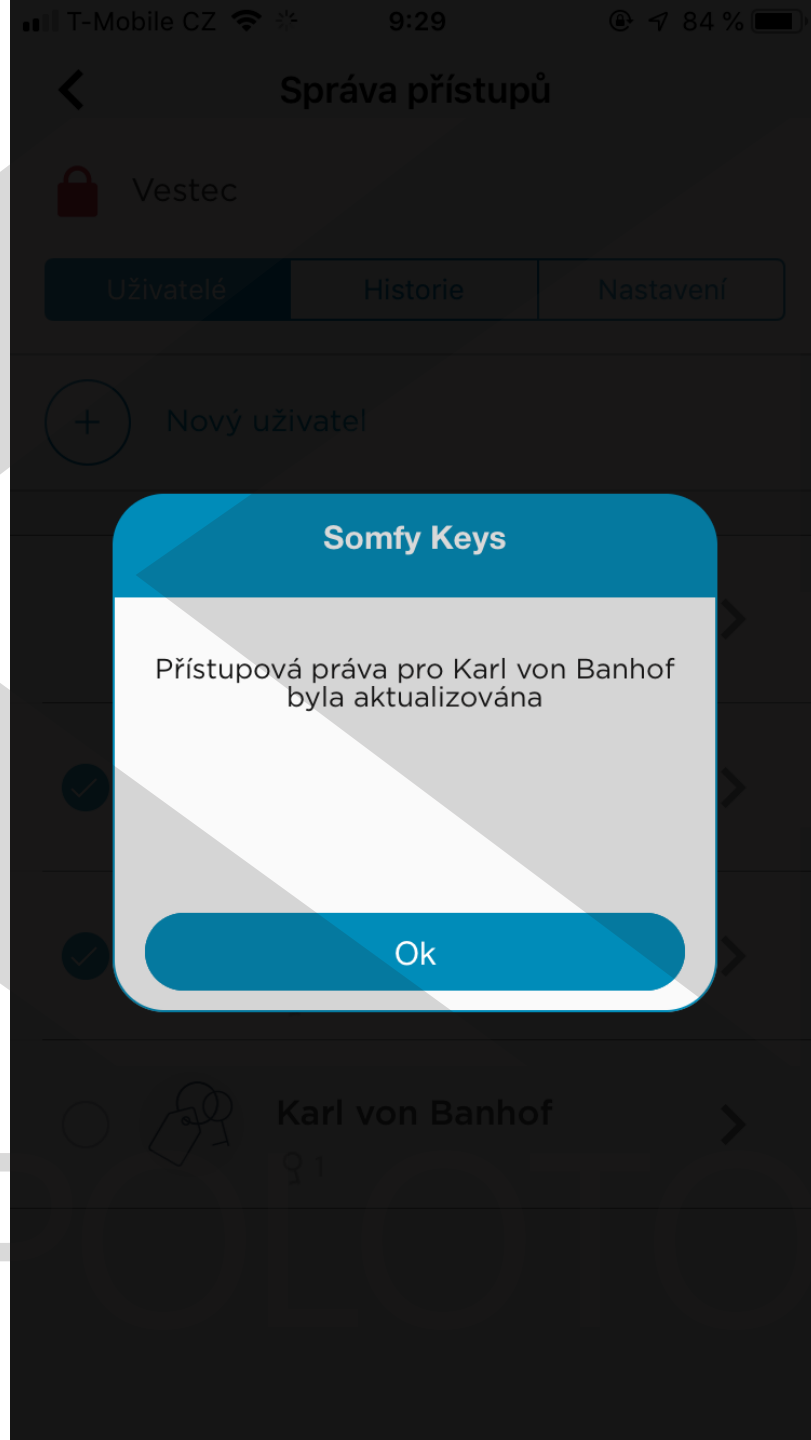 T-Mobile CZ 9:29 84 %
Správa přístupů
Vestec
Uživatelé Historie Nastavení
+ Nový uživatel
Somfy Keys
Přístupová práva pro Karl von Banhof
byla aktualizována
Ok
Karl von Banhof
1